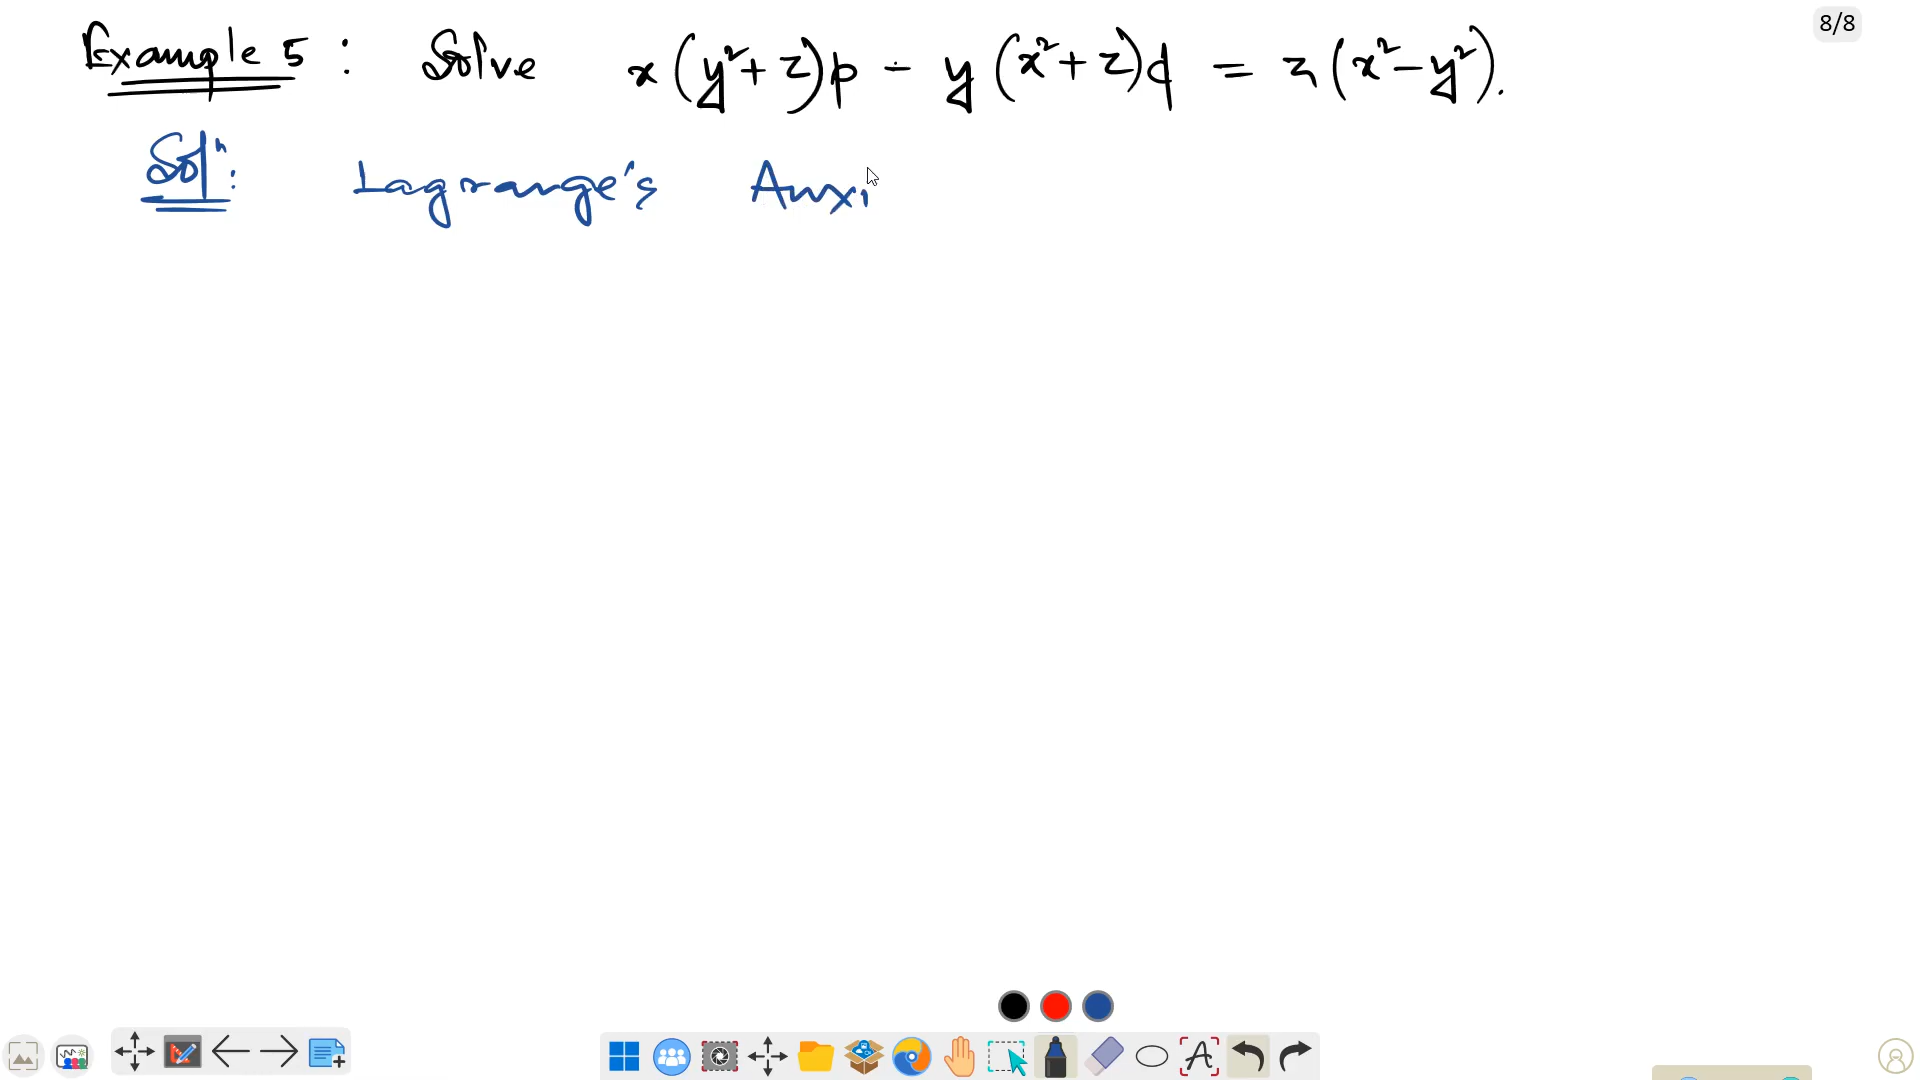 8/8
Example 5 : Solve x(y²+z)p - y(x²+z)q = z(x²-y²).
Solⁿ: Lagrange's Auxi